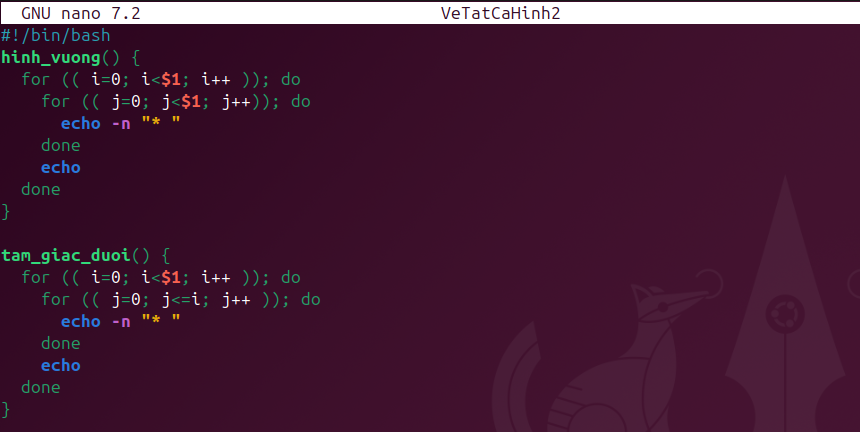 GNU nano 7.2 VeTatCaHinh2
#!/bin/bash
hinh_vuong() {
  for (( i=0; i<$1; i++ )); do
    for (( j=0; j<$1; j++)); do
      echo -n "* "
    done
    echo
  done
}

tam_giac_duoi() {
  for (( i=0; i<$1; i++ )); do
    for (( j=0; j<=i; j++ )); do
      echo -n "* "
    done
    echo
  done
}